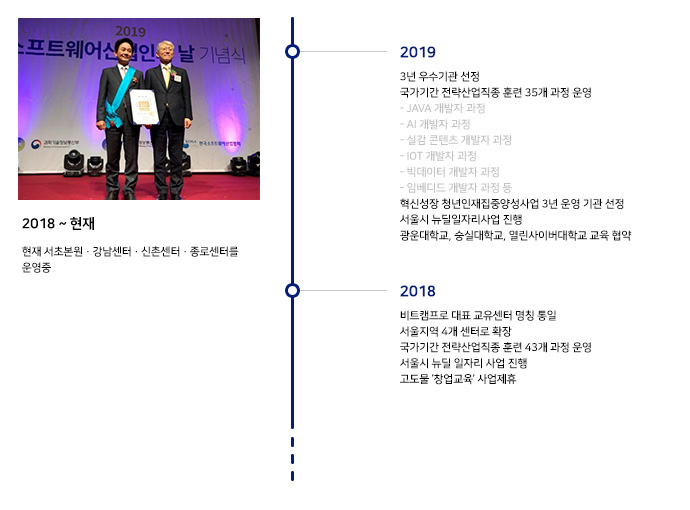 2019
소프트웨어산업인의 날 기념식
과학기술정보통신부
한국소프트웨어산업협회
2018 ~ 현재
현재 서초본원 · 강남센터 · 신촌센터 · 종로센터를
운영중
2019
3년 우수기관 선정
국가기간 전략산업직종 훈련 35개 과정 운영
- JAVA 개발자 과정
- AI 개발자 과정
- 실감 콘텐츠 개발자 과정
- IOT 개발자 과정
- 빅데이터 개발자 과정
- 임베디드 개발자 과정 등
혁신성장 청년인재집중양성사업 3년 운영 기관 선정
서울시 뉴딜일자리사업 진행
광운대학교, 숭실대학교, 열린사이버대학교 교육 협약
2018
비트캠프로 대표 교유센터 명칭 통일
서울지역 4개 센터로 확장
국가기간 전략산업직종 훈련 43개 과정 운영
서울시 뉴딜 일자리 사업 진행
고도몰 '창업교육' 사업제휴